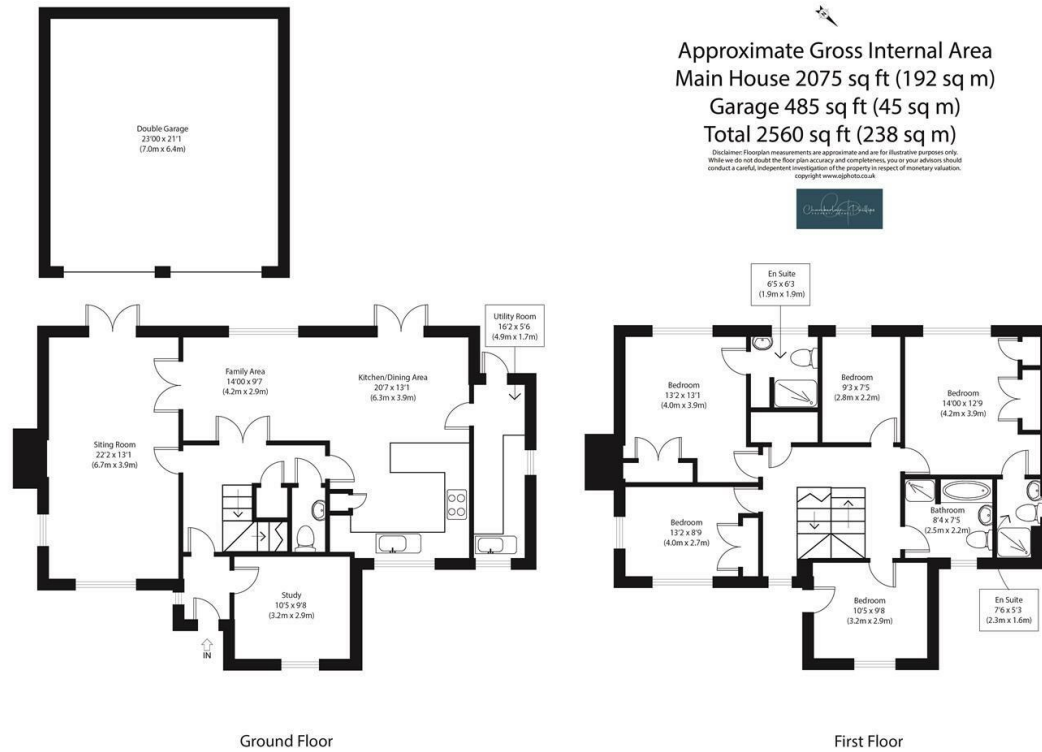 N
Approximate Gross Internal Area
Main House 2075 sq ft (192 sq m)
Garage 485 sq ft (45 sq m)
Total 2560 sq ft (238 sq m)
Disclaimer: Floorplan measurements are approximate and are for illustrative purposes only.
While we do not doubt the floor plan accuracy and completeness, you or your advisors should
conduct a careful, indepentent investigation of the property in respect of monetary valuation.
copyright www.ojphoto.co.uk
Double Garage
23'00 x 21'1
(7.0m x 6.4m)
Utility Room
16'2 x 5'6
(4.9m x 1.7m)
Family Area
14'00 x 9'7
(4.2m x 2.9m)
Kitchen/Dining Area
20'7 x 13'1
(6.3m x 3.9m)
Siting Room
22'2 x 13'1
(6.7m x 3.9m)
Study
10'5 x 9'8
(3.2m x 2.9m)
IN
Ground Floor
En Suite
6'5 x 6'3
(1.9m x 1.9m)
Bedroom
13'2 x 13'1
(4.0m x 3.9m)
Bedroom
9'3 x 7'5
(2.8m x 2.2m)
Bedroom
14'00 x 12'9
(4.2m x 3.9m)
Bedroom
13'2 x 8'9
(4.0m x 2.7m)
Bathroom
8'4 x 7'5
(2.5m x 2.2m)
Bedroom
10'5 x 9'8
(3.2m x 2.9m)
En Suite
7'6 x 5'3
(2.3m x 1.6m)
First Floor